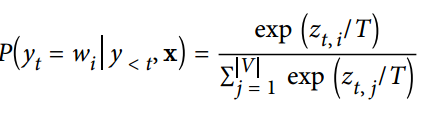 P(y_t = w_i | y_{<t}, x) = exp (z_{t,i}/T) / Σ_{j=1}^{|V|} exp (z_{t,j}/T)